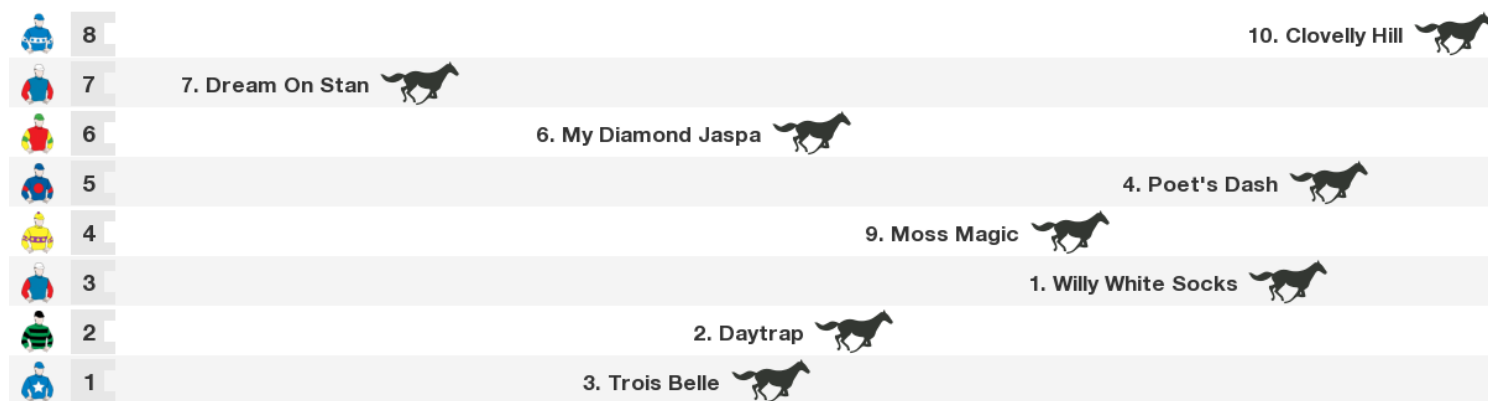 8 10. Clovelly Hill
7 7. Dream On Stan
6 6. My Diamond Jaspa
5 4. Poet's Dash
4 9. Moss Magic
3 1. Willy White Socks
2 2. Daytrap
1 3. Trois Belle